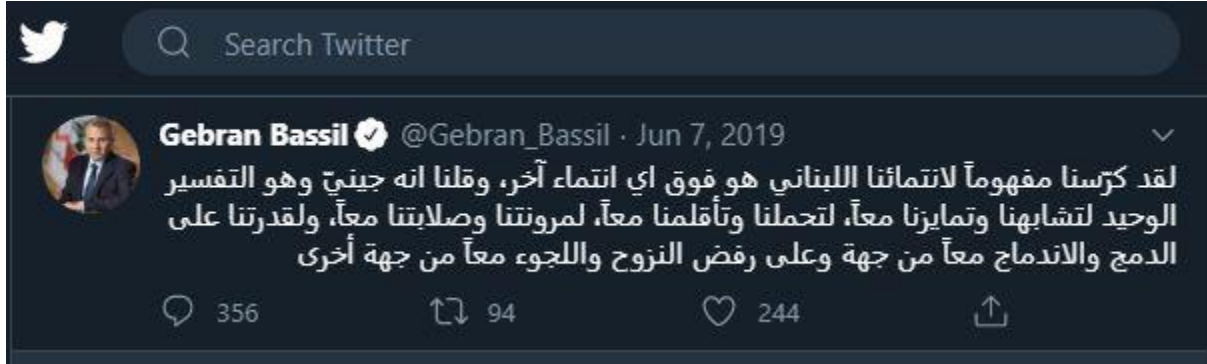 Search Twitter
Gebran Bassil @Gebran_Bassil · Jun 7, 2019
لقد كرّسنا مفهوماً لانتمائنا اللبناني هو فوق اي انتماء آخر، وقلنا انه جينيّ وهو التفسير
الوحيد لتشابهنا وتمايزنا معاً، لتحملنا وتأقلمنا معاً، لمرونتنا وصلابتنا معاً، ولقدرتنا على
الدمج والاندماج معاً من جهة وعلى رفض النزوح واللجوء معاً من جهة أخرى
356 94 244